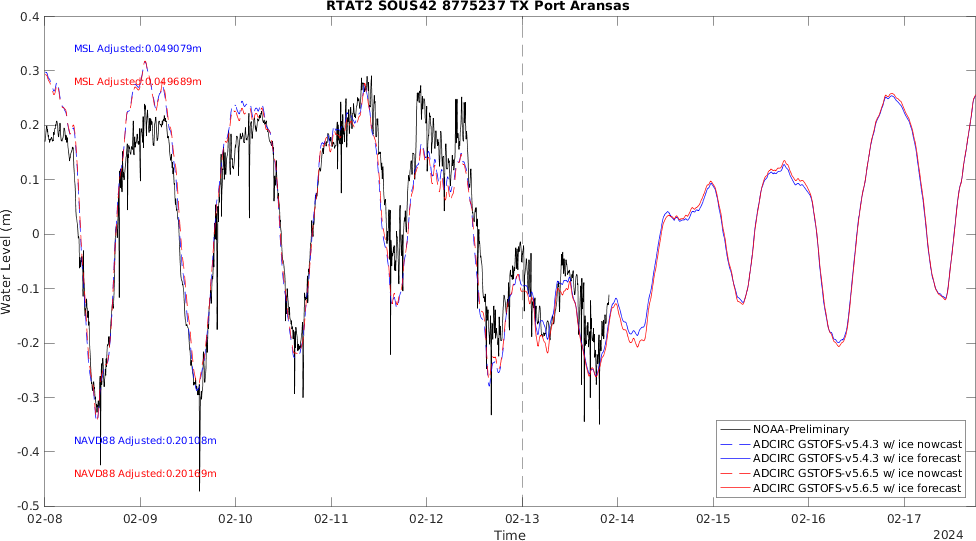 RTAT2 SOUS42 8775237 TX Port Aransas
0.4
0.3
0.2
0.1
0
-0.1
-0.2
-0.3
-0.4
-0.5
Water Level (m)
MSL Adjusted:0.049079m
MSL Adjusted:0.049689m
NAVD88 Adjusted:0.20108m
NAVD88 Adjusted:0.20169m
NOAA-Preliminary
ADCIRC GSTOFS-v5.4.3 w/ ice nowcast
ADCIRC GSTOFS-v5.4.3 w/ ice forecast
ADCIRC GSTOFS-v5.6.5 w/ ice nowcast
ADCIRC GSTOFS-v5.6.5 w/ ice forecast
02-08 02-09 02-10 02-11 02-12 02-13 02-14 02-15 02-16 02-17
Time
2024